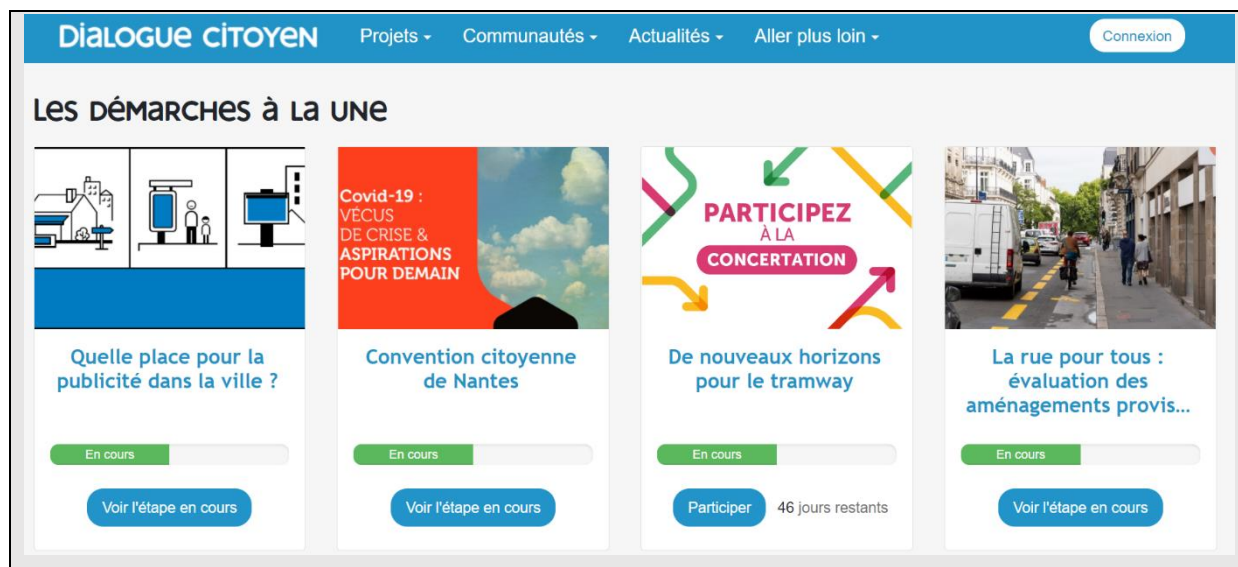 Dialogue citoyen Projets Communautés Actualités Aller plus loin Connexion
Les démarches à la une
Covid-19 :
VÉCUS
DE CRISE &
ASPIRATIONS
POUR DEMAIN
PARTICIPEZ
À LA
CONCERTATION
Quelle place pour la
publicité dans la ville ?
Convention citoyenne
de Nantes
De nouveaux horizons
pour le tramway
La rue pour tous :
évaluation des
aménagements provis...
En cours En cours En cours En cours
Voir l'étape en cours Voir l'étape en cours Participer 46 jours restants Voir l'étape en cours